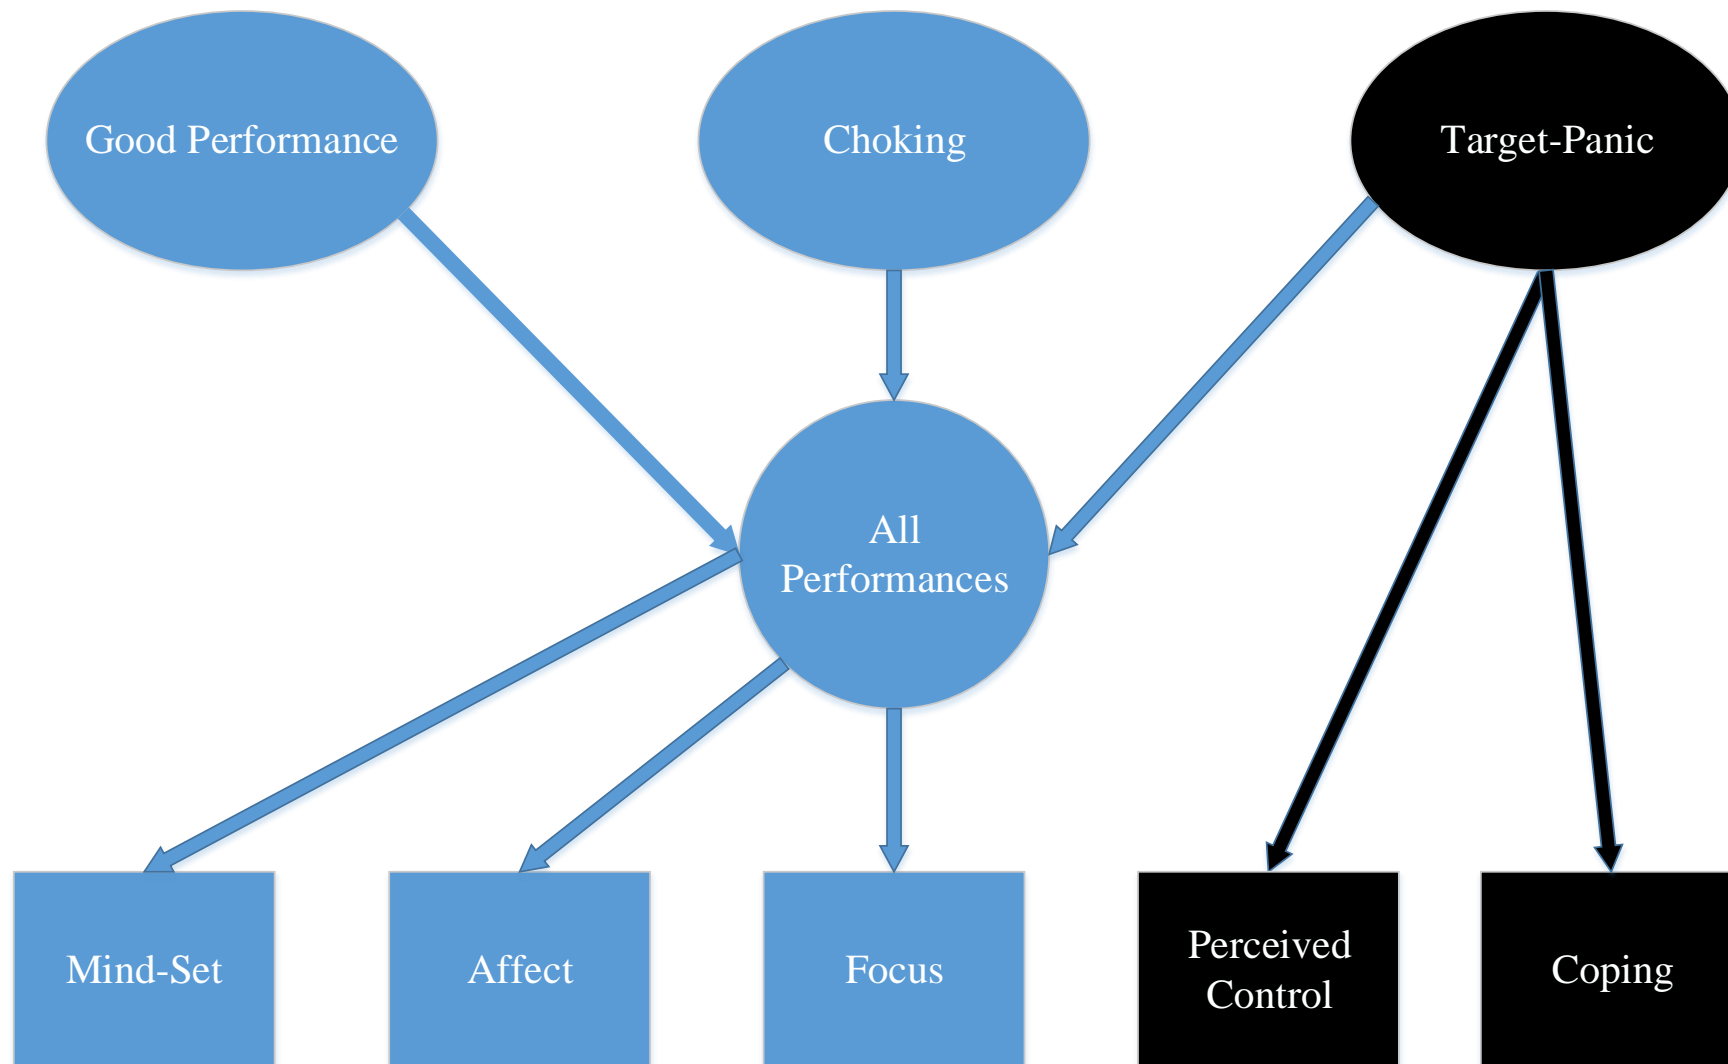 Good Performance
Choking
Target-Panic
All
Performances
Mind-Set
Affect
Focus
Perceived
Control
Coping